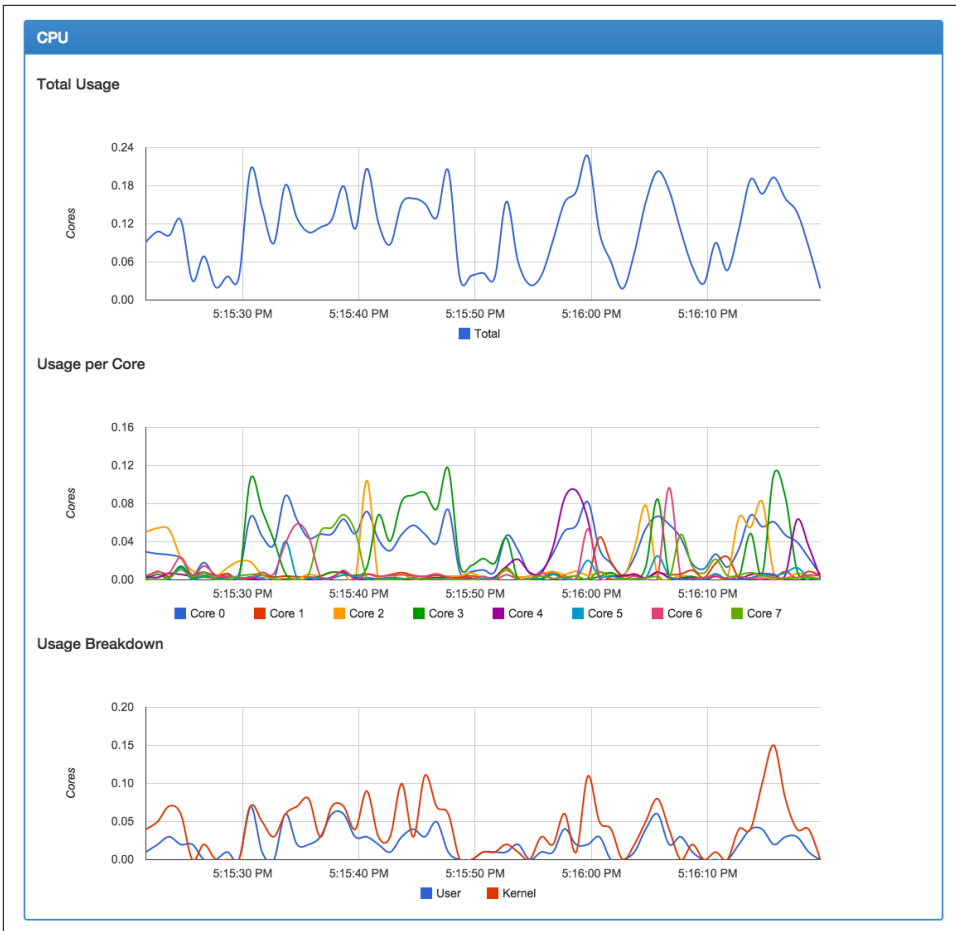 CPU
Total Usage
0.24
0.18
0.12
0.06
0.00
Cores
5:15:30 PM 5:15:40 PM 5:15:50 PM 5:16:00 PM 5:16:10 PM
Total
Usage per Core
0.16
0.12
0.08
0.04
0.00
Cores
5:15:30 PM 5:15:40 PM 5:15:50 PM 5:16:00 PM 5:16:10 PM
Core 0 Core 1 Core 2 Core 3 Core 4 Core 5 Core 6 Core 7
Usage Breakdown
0.20
0.15
0.10
0.05
0.00
Cores
5:15:30 PM 5:15:40 PM 5:15:50 PM 5:16:00 PM 5:16:10 PM
User Kernel